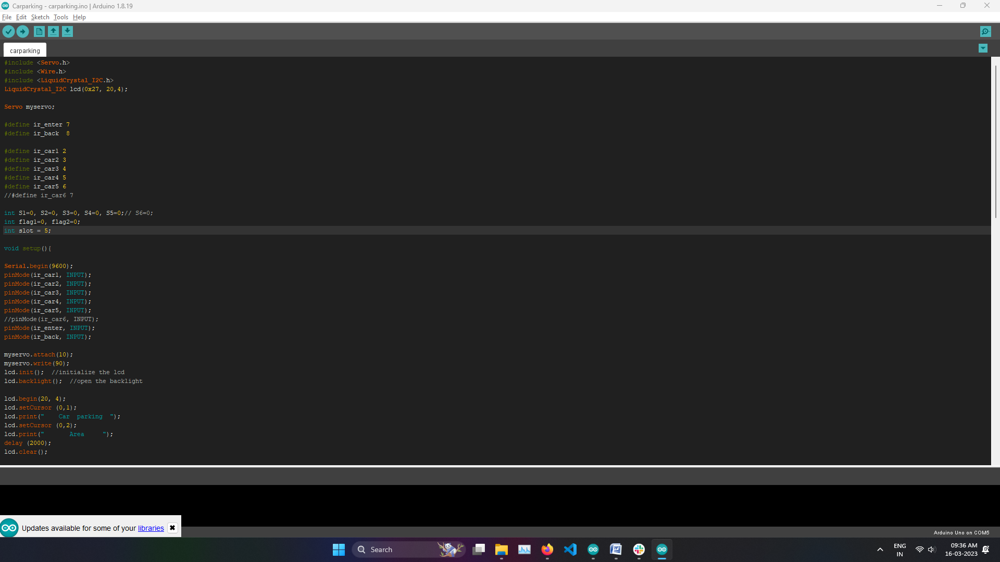 Carparking - carparking.ino | Arduino 1.8.19
File Edit Sketch Tools Help
carparking
#include <Servo.h>
#include <Wire.h>
#include <LiquidCrystal_I2C.h>
LiquidCrystal_I2C lcd(0x27, 20,4);
Servo myservo;
#define ir_enter 7
#define ir_back  8
#define ir_car1 2
#define ir_car2 3
#define ir_car3 4
#define ir_car4 5
#define ir_car5 6
//#define ir_car6 7
int S1=0, S2=0, S3=0, S4=0, S5=0;// S6=0;
int flag1=0, flag2=0;
int slot = 5;
void setup(){
Serial.begin(9600);
pinMode(ir_car1, INPUT);
pinMode(ir_car2, INPUT);
pinMode(ir_car3, INPUT);
pinMode(ir_car4, INPUT);
pinMode(ir_car5, INPUT);
//pinMode(ir_car6, INPUT);
pinMode(ir_enter, INPUT);
pinMode(ir_back, INPUT);
myservo.attach(10);
myservo.write(90);
lcd.init();  //initialize the lcd
lcd.backlight();  //open the backlight
lcd.begin(20, 4);
lcd.setCursor (0,1);
lcd.print("    Car  parking  ");
lcd.setCursor (0,2);
lcd.print("       Area     ");
delay (2000);
lcd.clear();
Updates available for some of your libraries
Arduino Uno on COM5
Search
ENG
IN
09:36 AM
16-03-2023